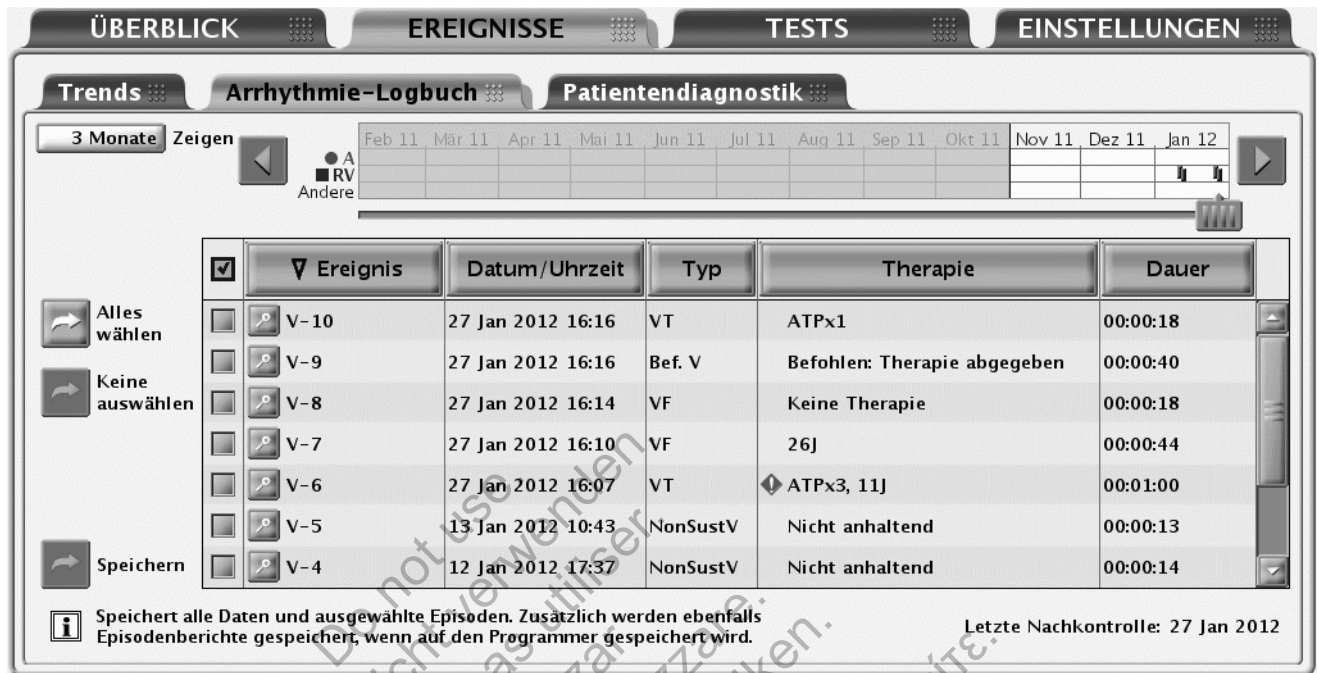 ÜBERBLICK EREIGNISSE TESTS EINSTELLUNGEN
Trends Arrhythmie-Logbuch Patientendiagnostik
3 Monate Zeigen
Feb 11 Mär 11 Apr 11 Mai 11 Jun 11 Jul 11 Aug 11 Sep 11 Okt 11 Nov 11 Dez 11 Jan 12
A
RV
Andere
Ereignis Datum/Uhrzeit Typ Therapie Dauer
Alles wählen
Keine auswählen
Speichern
V-10 27 Jan 2012 16:16 VT ATPx1 00:00:18
V-9 27 Jan 2012 16:16 Bef. V Befohlen: Therapie abgegeben 00:00:40
V-8 27 Jan 2012 16:14 VF Keine Therapie 00:00:18
V-7 27 Jan 2012 16:10 VF 26J 00:00:44
V-6 27 Jan 2012 16:07 VT ATPx3, 11J 00:01:00
V-5 13 Jan 2012 10:43 NonSustV Nicht anhaltend 00:00:13
V-4 12 Jan 2012 17:37 NonSustV Nicht anhaltend 00:00:14
Speichert alle Daten und ausgewählte Episoden. Zusätzlich werden ebenfalls
Episodenberichte gespeichert, wenn auf den Programmer gespeichert wird.
Letzte Nachkontrolle: 27 Jan 2012
Do not use
verwenden
utiliser.